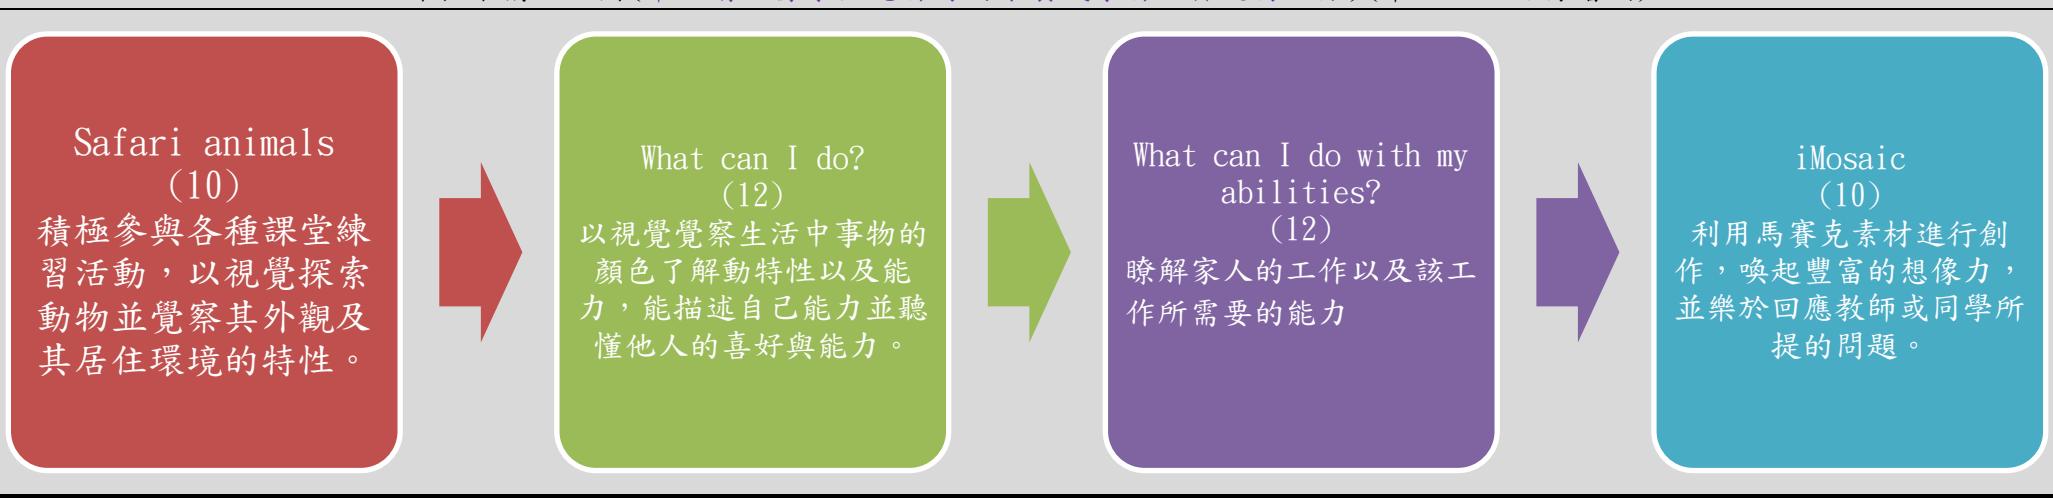 Safari animals
(10)
積極參與各種課堂練
習活動，以視覺探索
動物並覺察其外觀及
其居住環境的特性。
What can I do?
(12)
以視覺覺察生活中事物的
顏色了解動特性以及能
力，能描述自己能力並聽
懂他人的喜好與能力。
What can I do with my
abilities?
(12)
瞭解家人的工作以及該工
作所需要的能力
iMosaic
(10)
利用馬賽克素材進行創
作，喚起豐富的想像力，
並樂於回應教師或同學所
提的問題。